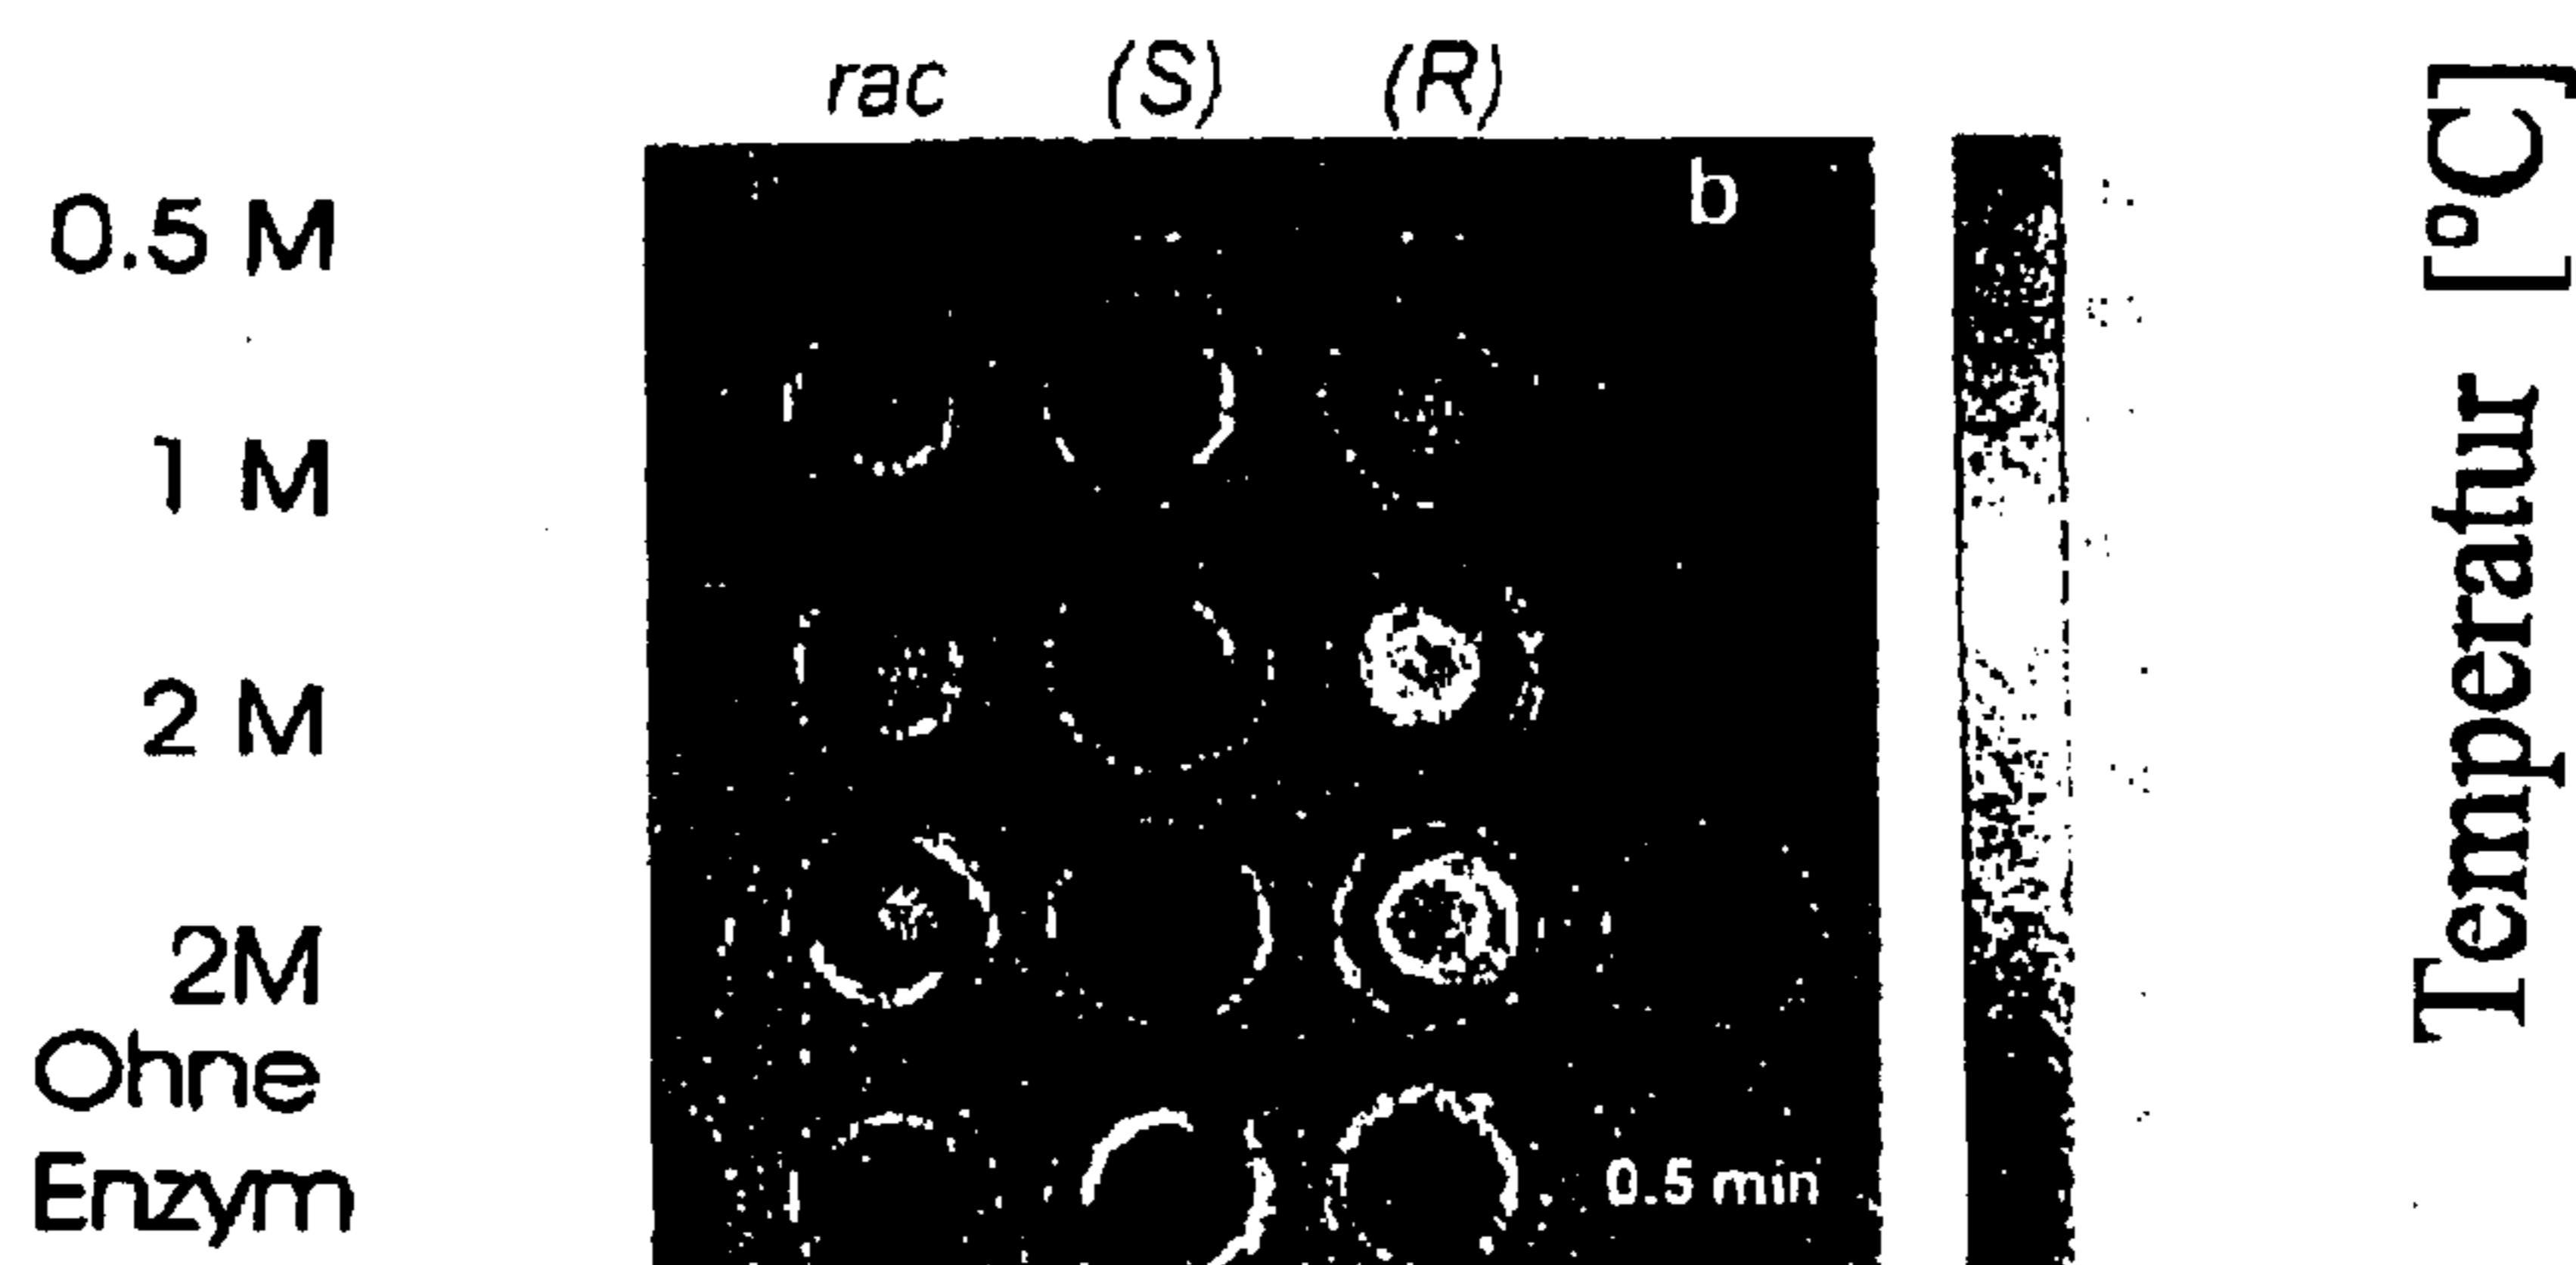 rac (S) (R)
b
0.5 M
1 M
2 M
2M
Ohne
Enzym
0.5 min
Temperatur [°C]